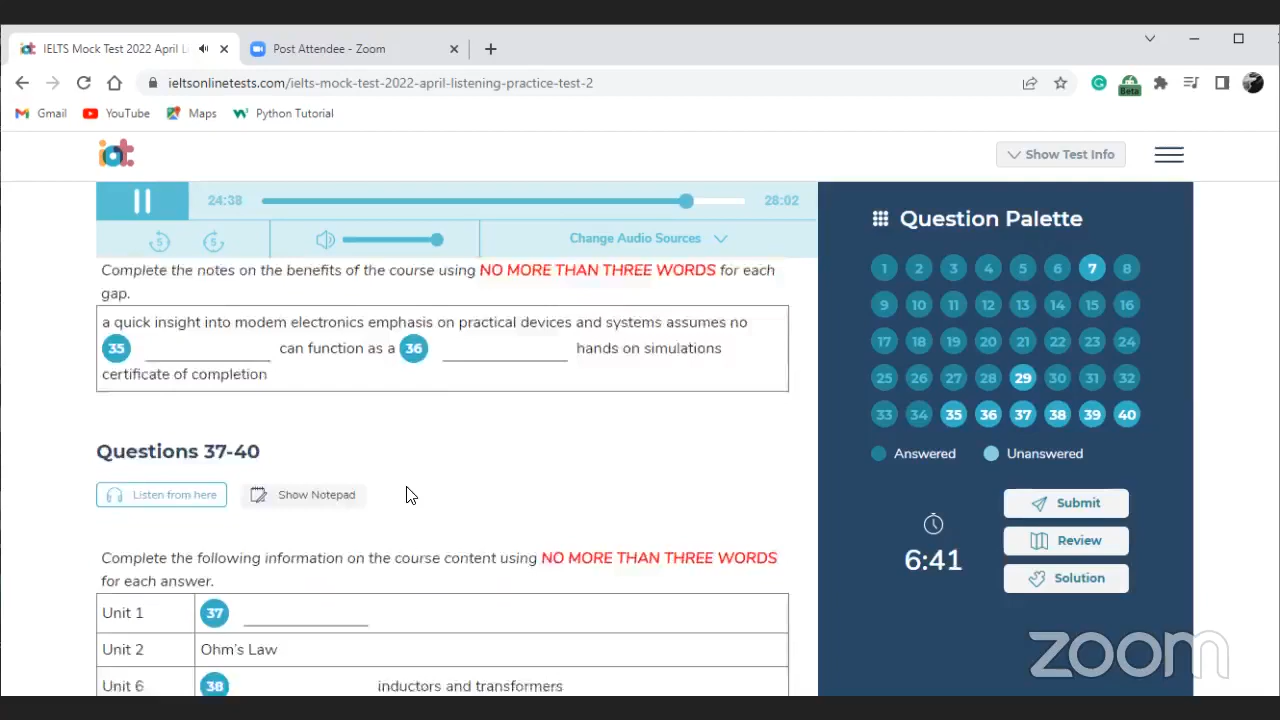 IELTS Mock Test 2022 April L
Post Attendee - Zoom
ieltsonlinetests.com/ielts-mock-test-2022-april-listening-practice-test-2
Beta
Gmail
YouTube
Maps
Python Tutorial
iot
Show Test Info
24:38
28:02
5
5
Change Audio Sources
Complete the notes on the benefits of the course using NO MORE THAN THREE WORDS for each
gap.
a quick insight into modem electronics emphasis on practical devices and systems assumes no
35 ______________ can function as a 36 ______________ hands on simulations
certificate of completion
Questions 37-40
Listen from here
Show Notepad
Complete the following information on the course content using NO MORE THAN THREE WORDS
for each answer.
Unit 1
37 ______________
Unit 2
Ohm's Law
Unit 6
38
inductors and transformers
Question Palette
1 2 3 4 5 6 7 8
9 10 11 12 13 14 15 16
17 18 19 20 21 22 23 24
25 26 27 28 29 30 31 32
33 34 35 36 37 38 39 40
Answered
Unanswered
6:41
Submit
Review
Solution
zoom